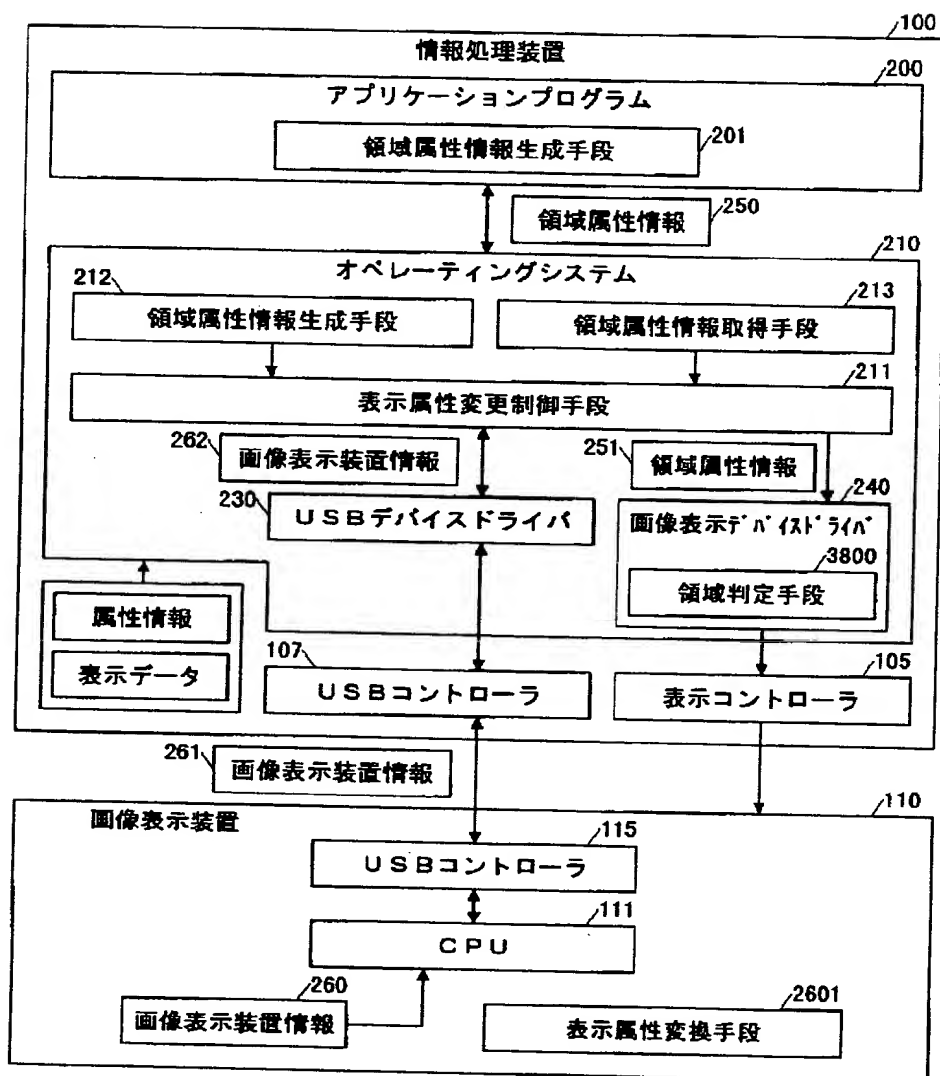 100
情報処理装置
200
アプリケーションプログラム
201
領域属性情報生成手段
250
領域属性情報
210
オペレーティングシステム
212
213
領域属性情報生成手段
領域属性情報取得手段
211
表示属性変更制御手段
262
画像表示装置情報
251
領域属性情報
230
240
USBデバイスドライバ
画像表示デバイスドライバ
3800
領域判定手段
属性情報
表示データ
107
105
USBコントローラ
表示コントローラ
261
画像表示装置情報
110
画像表示装置
115
USBコントローラ
111
CPU
260
2601
画像表示装置情報
表示属性変換手段